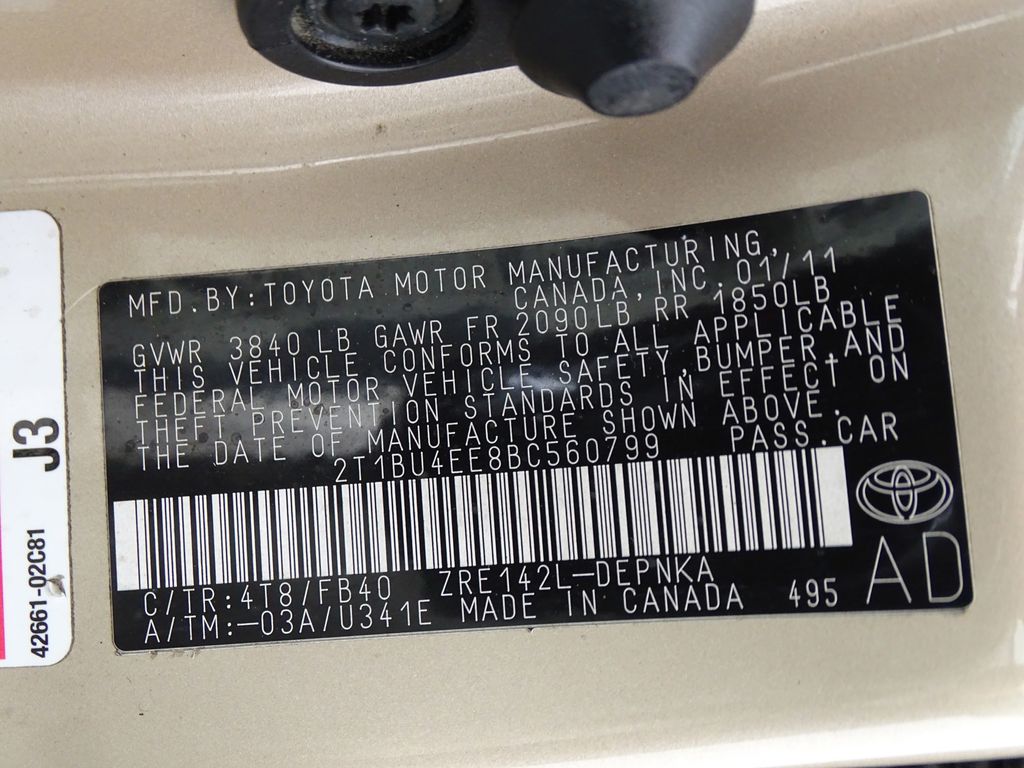 MFD.BY:TOYOTA MOTOR MANUFACTURING,
CANADA,INC.01/11
GVWR 3840LB GAWR FR 2090LB RR 1850LB
THIS VEHICLE CONFORMS TO ALL APPLICABLE
FEDERAL MOTOR VEHICLE SAFETY,BUMPER,AND
THEFT PREVENTION STANDARDS IN EFFECT ON
THE DATE OF MANUFACTURE SHOWN ABOVE.
2T1BU4EE8BC560799 PASS.CAR
C/TR:4T8/FB40 ZRE142L-DEPNKA
A/TM:-03A/U341E MADE IN CANADA 495
AD
J3
42661-02C81